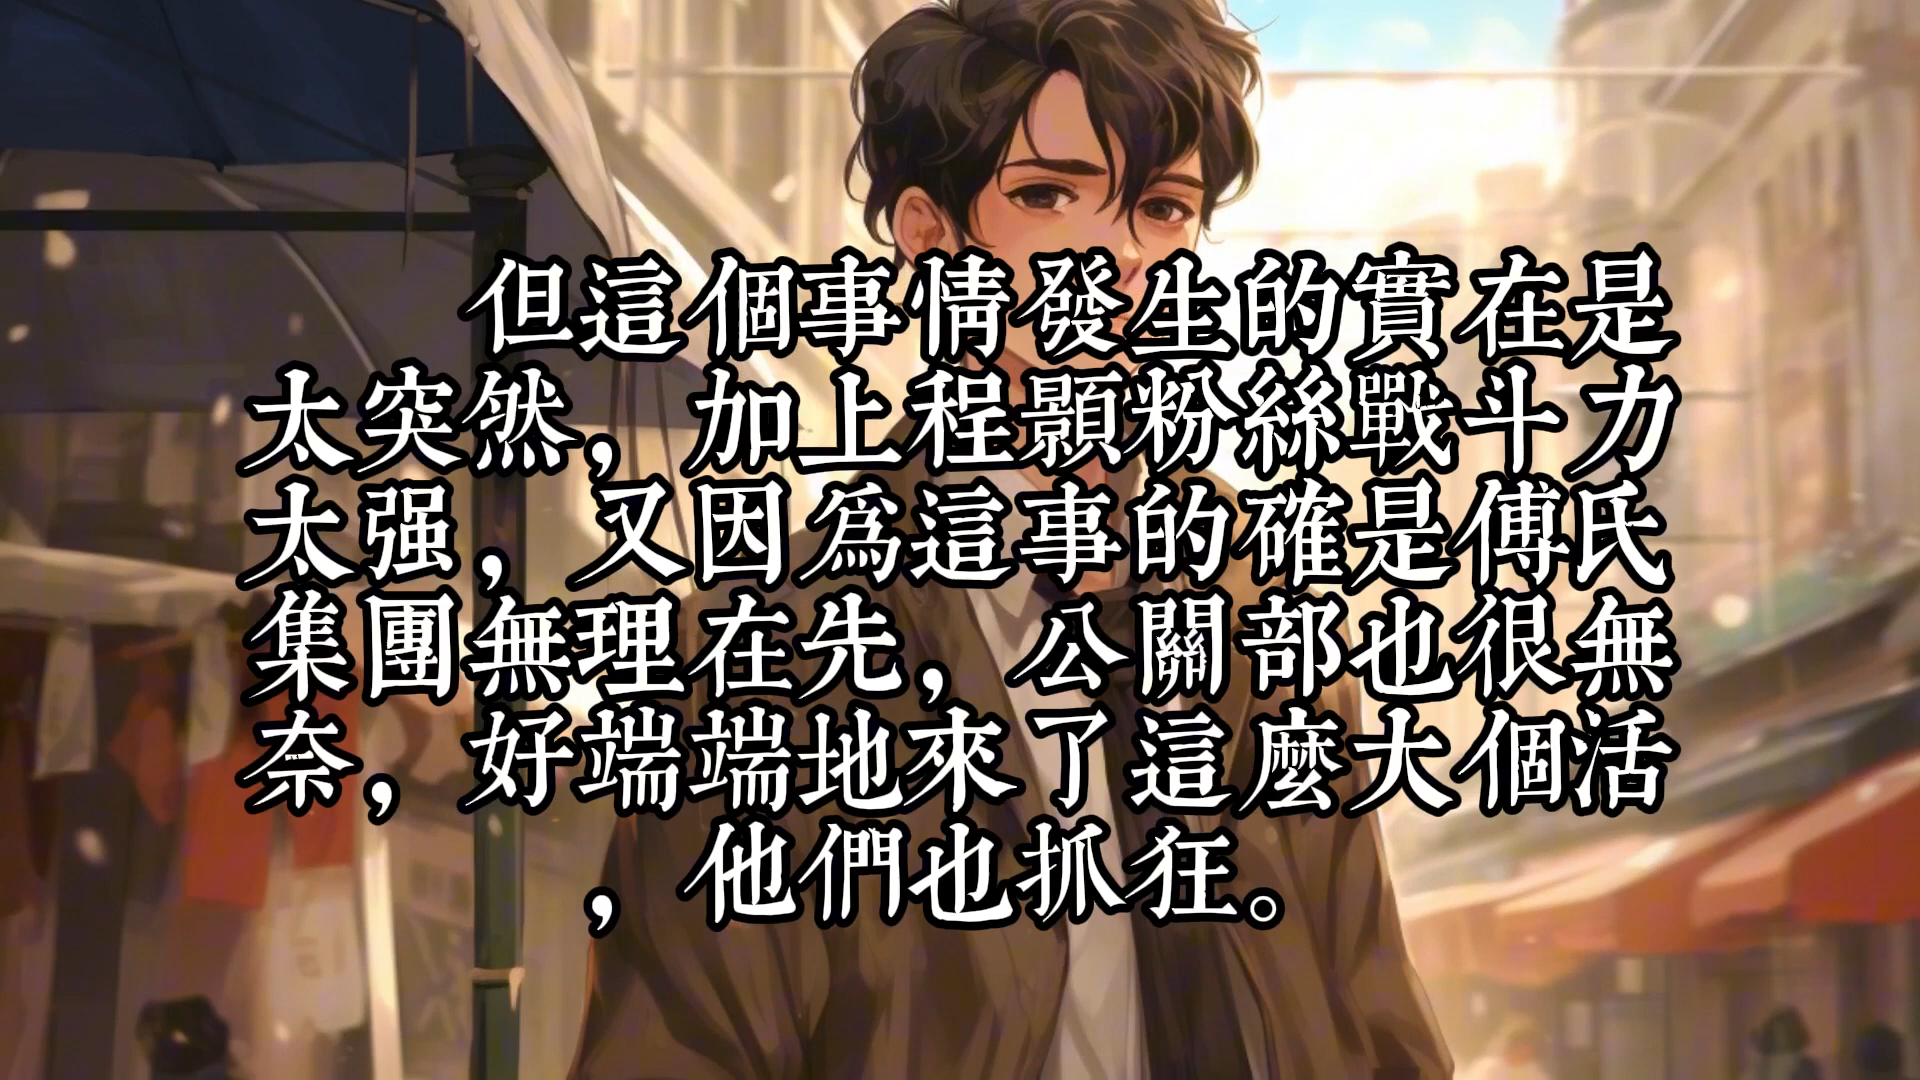 但這個事情發生的實在是
太突然，加上程顥粉絲戰斗力
太强，又因爲這事的確是傅氏
集團無理在先，公關部也很無
奈，好端端地來了這麼大個活
，他們也抓狂。